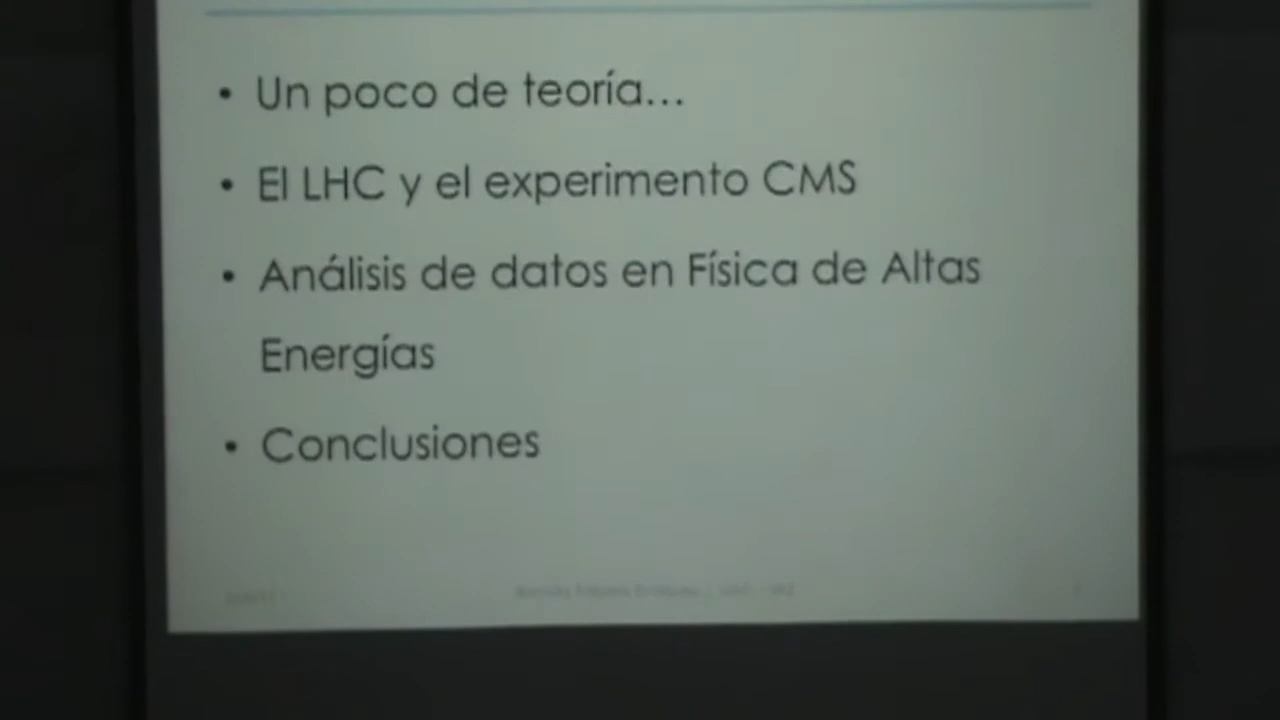 • Un poco de teoría...
• El LHC y el experimento CMS
• Análisis de datos en Física de Altas
Energías
• Conclusiones